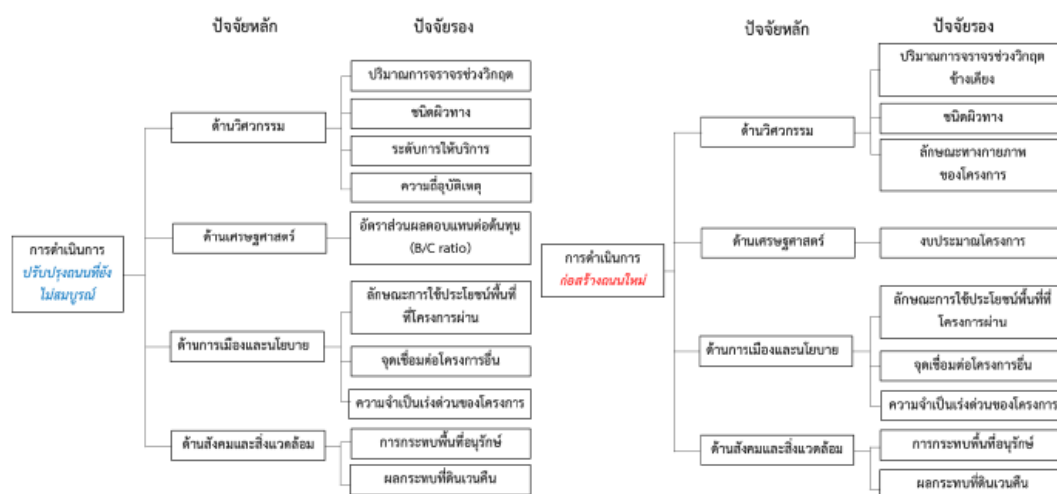 ปัจจัยหลัก
ปัจจัยรอง
ปริมาณการจราจรช่วงวิกฤต
ชนิดผิวทาง
ด้านวิศวกรรม
ระดับการให้บริการ
ความถี่อุบัติเหตุ
ด้านเศรษฐศาสตร์
อัตราส่วนผลตอบแทนต่อต้นทุน
(B/C ratio)
การดำเนินการ
ปรับปรุงถนนที่ยัง
ไม่สมบูรณ์
ลักษณะการใช้ประโยชน์พื้นที่
ที่โครงการผ่าน
ด้านการเมืองและนโยบาย
จุดเชื่อมต่อโครงการอื่น
ความจำเป็นเร่งด่วนของโครงการ
ด้านสังคมและสิ่งแวดล้อม
การกระทบพื้นที่อนุรักษ์
ผลกระทบที่ดินเวนคืน
ปัจจัยหลัก
ปัจจัยรอง
ปริมาณการจราจรช่วงวิกฤต
ข้างเคียง
ชนิดผิวทาง
ด้านวิศวกรรม
ลักษณะทางกายภาพ
ของโครงการ
ด้านเศรษฐศาสตร์
งบประมาณโครงการ
การดำเนินการ
ก่อสร้างถนนใหม่
ลักษณะการใช้ประโยชน์พื้นที่ที่
โครงการผ่าน
ด้านการเมืองและนโยบาย
จุดเชื่อมต่อโครงการอื่น
ความจำเป็นเร่งด่วนของโครงการ
ด้านสังคมและสิ่งแวดล้อม
การกระทบพื้นที่อนุรักษ์
ผลกระทบที่ดินเวนคืน